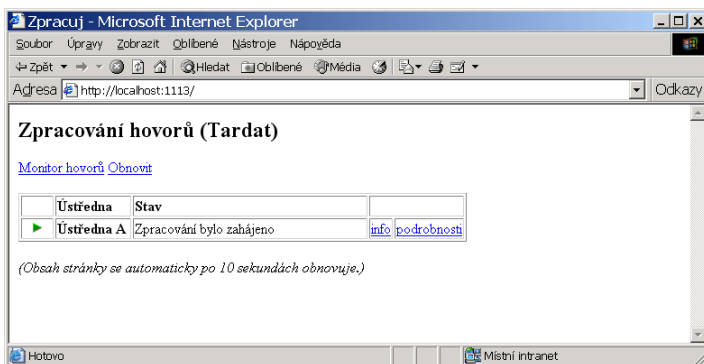 Zpracuj - Microsoft Internet Explorer
Soubor Úpravy Zobrazit Oblíbené Nástroje Nápověda
Zpět Hledat Oblíbené Média
Adresa http://localhost:1113/ Odkazy
Zpracování hovorů (Tardat)
Monitor hovorů Obnovit
Ústředna Stav
Ústředna A Zpracování bylo zahájeno info podrobnosti
(Obsah stránky se automaticky po 10 sekundách obnovuje.)
Hotovo Místní intranet